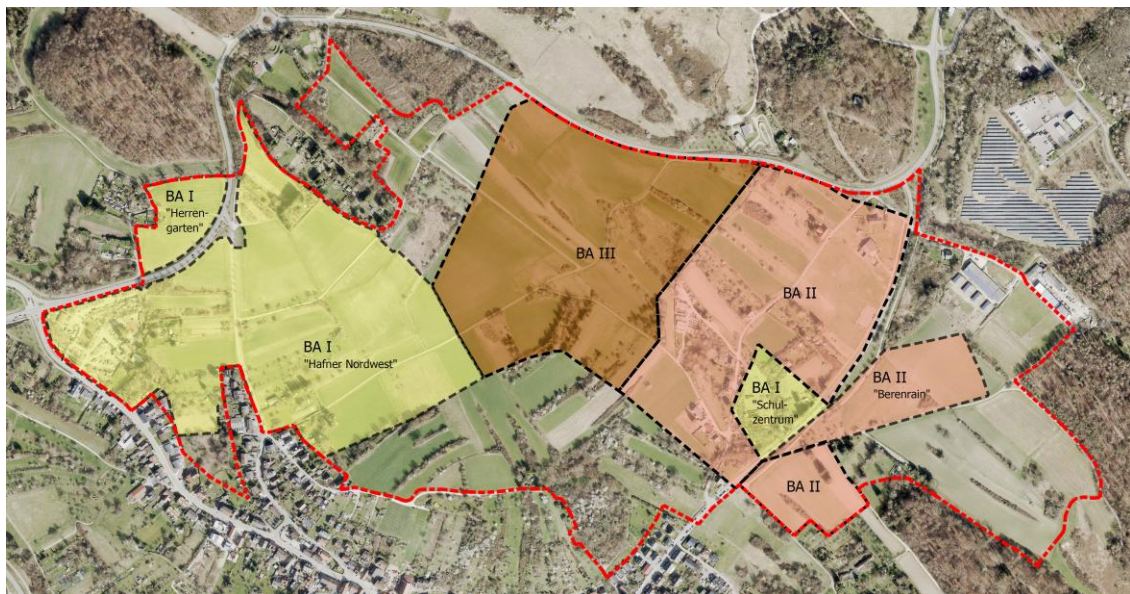 BA I
"Herren-
garten"
BA III
BA II
BA I
"Hafner Nordwest"
BA I
"Schul-
zentrum"
BA II
"Berenrain"
BA II